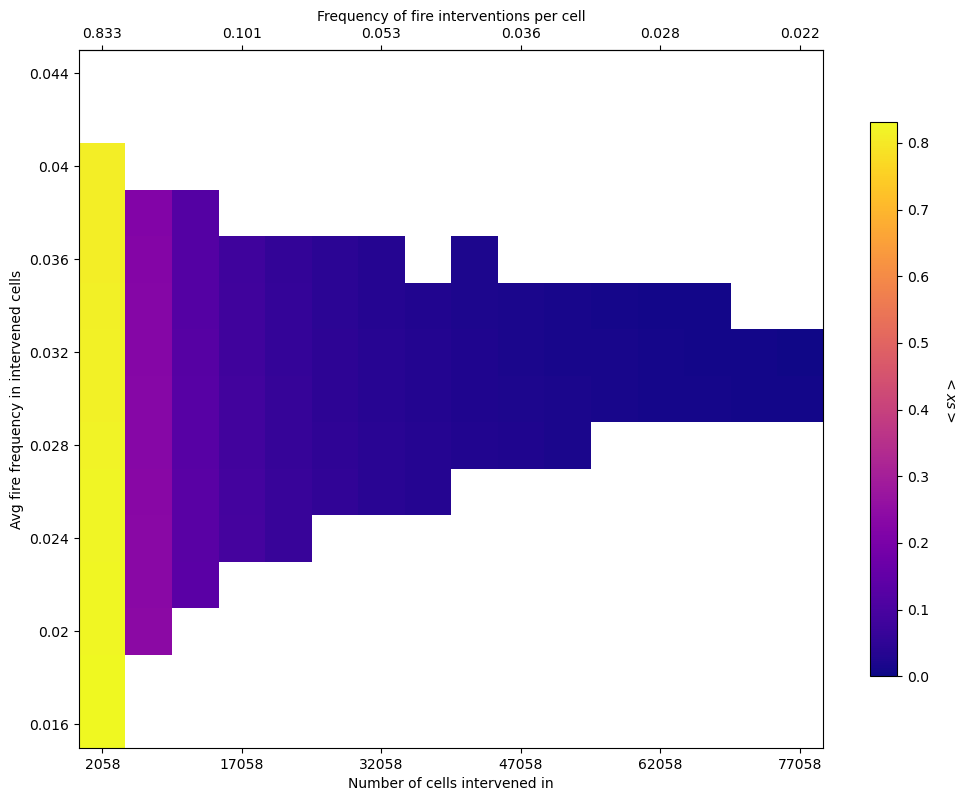 Frequency of fire interventions per cell
0.833 0.101 0.053 0.036 0.028 0.022
0.044
0.04
0.036
0.032
0.028
0.024
0.02
0.016
Avg fire frequency in intervened cells
2058 17058 32058 47058 62058 77058
Number of cells intervened in
0.8
0.7
0.6
0.5
0.4
0.3
0.2
0.1
0.0
< xs >